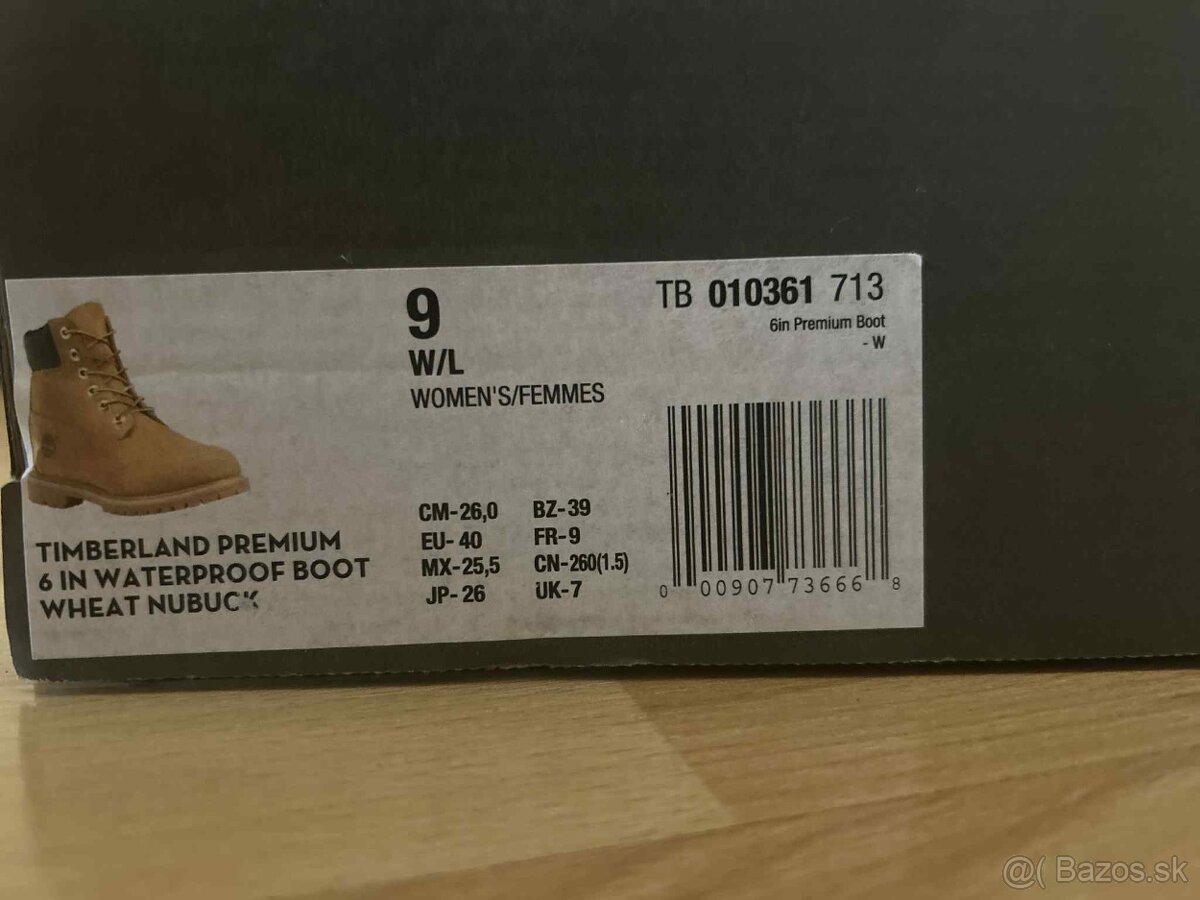 9
W/L
WOMEN'S/FEMMES
TB 010361 713
6in Premium Boot
- W
TIMBERLAND PREMIUM
6 IN WATERPROOF BOOT
WHEAT NUBUCK
CM-26,0 BZ-39
EU- 40 FR-9
MX-25,5 CN-260(1.5)
JP- 26 UK-7
0 00907 73666 8
@( Bazos.sk